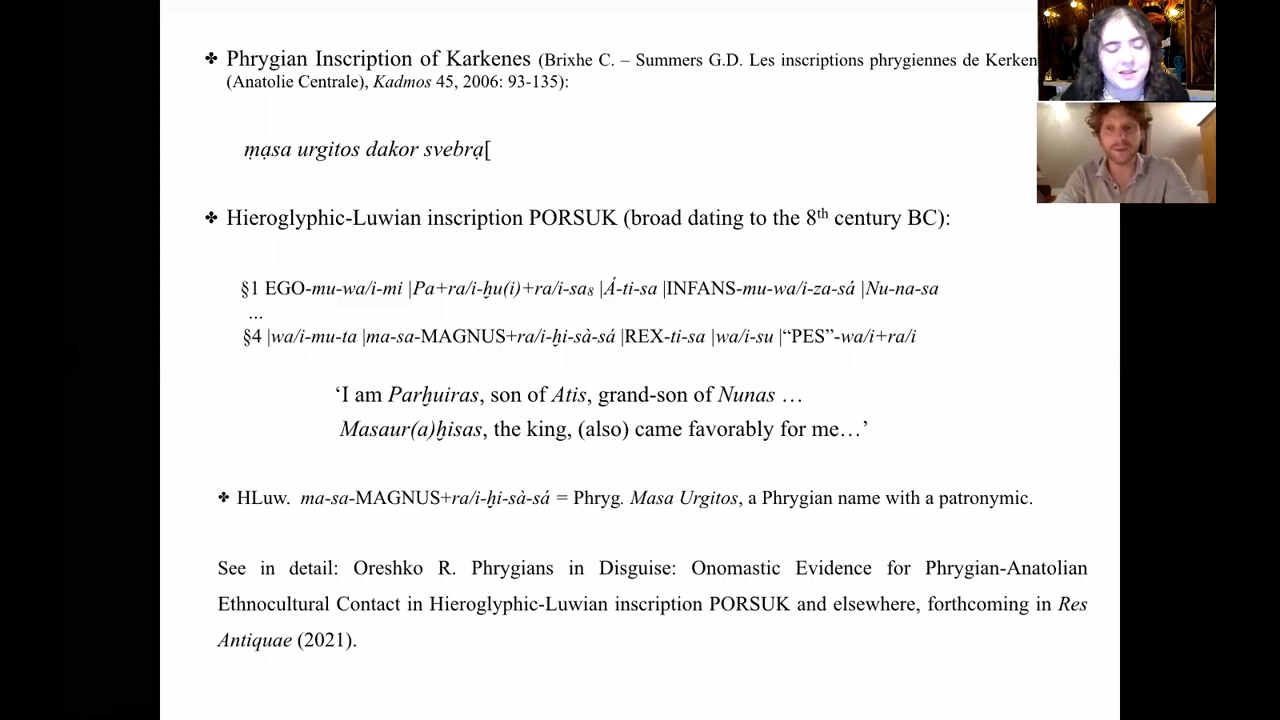 ❖ Phrygian Inscription of Karkenes (Brixhe C. – Summers G.D. Les inscriptions phrygiennes de Kerken
(Anatolie Centrale), Kadmos 45, 2006: 93-135):
ṃạsa urgitos dakor svebrạ[
❖ Hieroglyphic-Luwian inscription PORSUK (broad dating to the 8th century BC):
§1 EGO-mu-wa/i-mi |Pa+ra/i-ḫu(i)+ra/i-sa₈ |Á-ti-sa |INFANS-mu-wa/i-za-sá |Nu-na-sa
...
§4 |wa/i-mu-ta |ma-sa-MAGNUS+ra/i-ḫi-sà-sá |REX-ti-sa |wa/i-su |“PES”-wa/i+ra/i
‘I am Parḫuiras, son of Atis, grand-son of Nunas …
Masaur(a)ḫisas, the king, (also) came favorably for me…’
❖ HLuw. ma-sa-MAGNUS+ra/i-ḫi-sà-sá = Phryg. Masa Urgitos, a Phrygian name with a patronymic.
See in detail: Oreshko R. Phrygians in Disguise: Onomastic Evidence for Phrygian-Anatolian
Ethnocultural Contact in Hieroglyphic-Luwian inscription PORSUK and elsewhere, forthcoming in Res
Antiquae (2021).